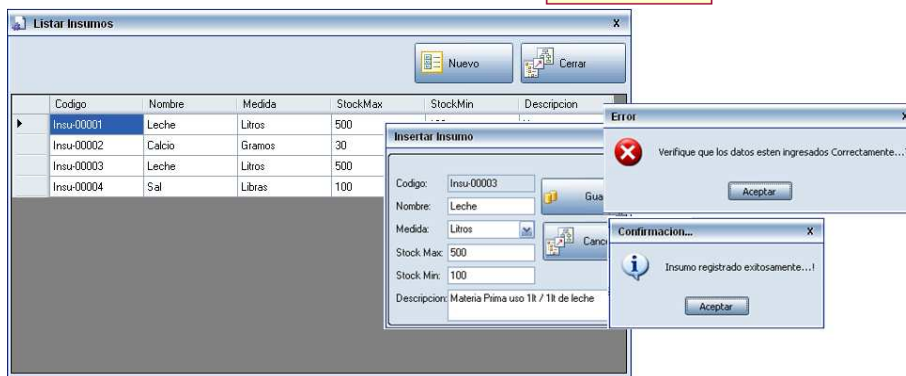 Listar Insumos X
Nuevo Cerrar
Codigo Nombre Medida StockMax StockMin Descripcion
Insu-00001 Leche Litros 500
Insu-00002 Calcio Gramos 30
Insu-00003 Leche Litros 500
Insu-00004 Sal Libras 100
Insertar Insumo
Codigo: Insu-00003
Gua
Nombre: Leche
Medida: Litros
Canc
Stock Max: 500
Stock Min: 100
Descripcion: Materia Prima uso 1lt / 1lt de leche
Error X
Verifique que los datos esten ingresados Correctamente...
Aceptar
Confirmacion... X
Insumo registrado exitosamente...!
Aceptar